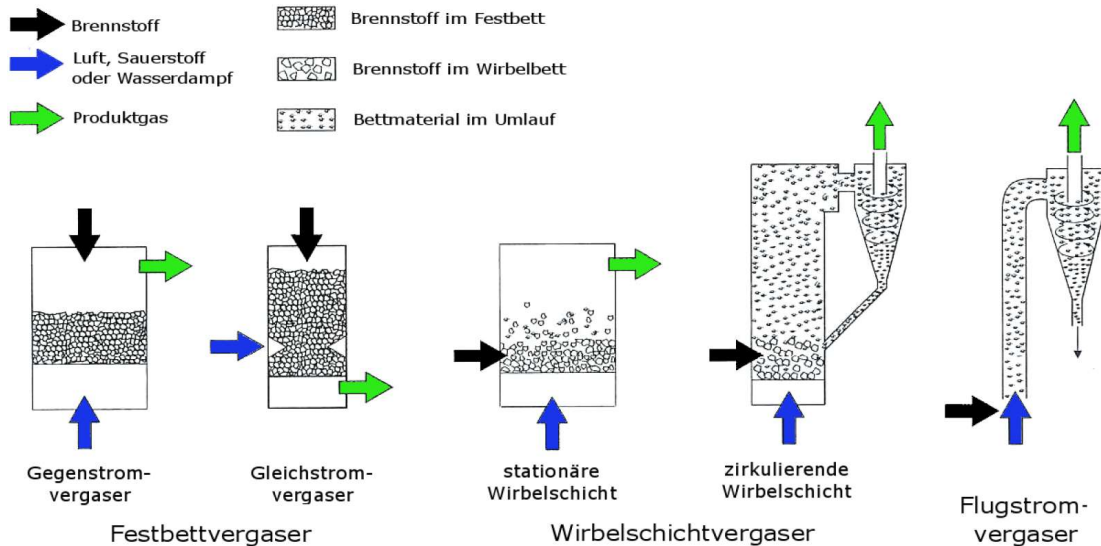 Brennstoff
Luft, Sauerstoff
oder Wasserdampf
Produktgas
Brennstoff im Festbett
Brennstoff im Wirbelbett
Bettmaterial im Umlauf
Gegenstrom-
vergaser
Gleichstrom-
vergaser
Festbettvergaser
stationäre
Wirbelschicht
zirkulierende
Wirbelschicht
Wirbelschichtvergaser
Flugstrom-
vergaser